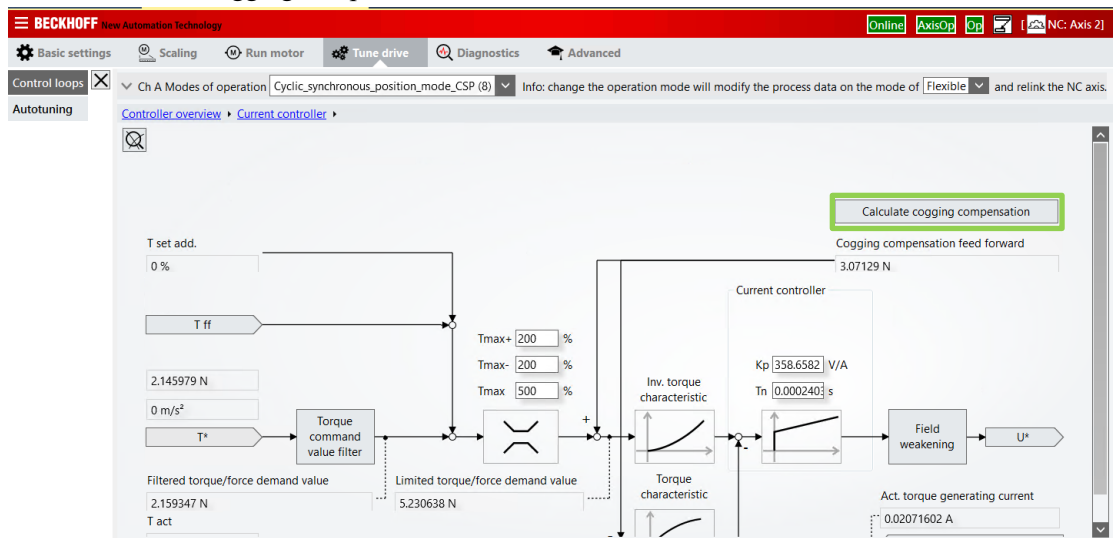 BECKHOFF New Automation Technology
Online AxisOp Op [ NC: Axis 2]
Basic settings Scaling Run motor Tune drive Diagnostics Advanced
Control loops
Autotuning
Ch A Modes of operation Cyclic_synchronous_position_mode_CSP (8) Info: change the operation mode will modify the process data on the mode of Flexible and relink the NC axis.
Controller overview Current controller
Calculate cogging compensation
T set add.
Cogging compensation feed forward
0 %
3.07129 N
Current controller
T ff
Tmax+ 200 %
Tmax- 200 %
Kp 358.6582 V/A
2.145979 N
Tmax 500 %
Inv. torque
characteristic
Tn 0.000240 s
0 m/s²
+
T*
Torque
command
value filter
-
Field
weakening
U*
Filtered torque/force demand value
Limited torque/force demand value
Torque
characteristic
2.159347 N
5.230638 N
Act. torque generating current
T act
0.02071602 A